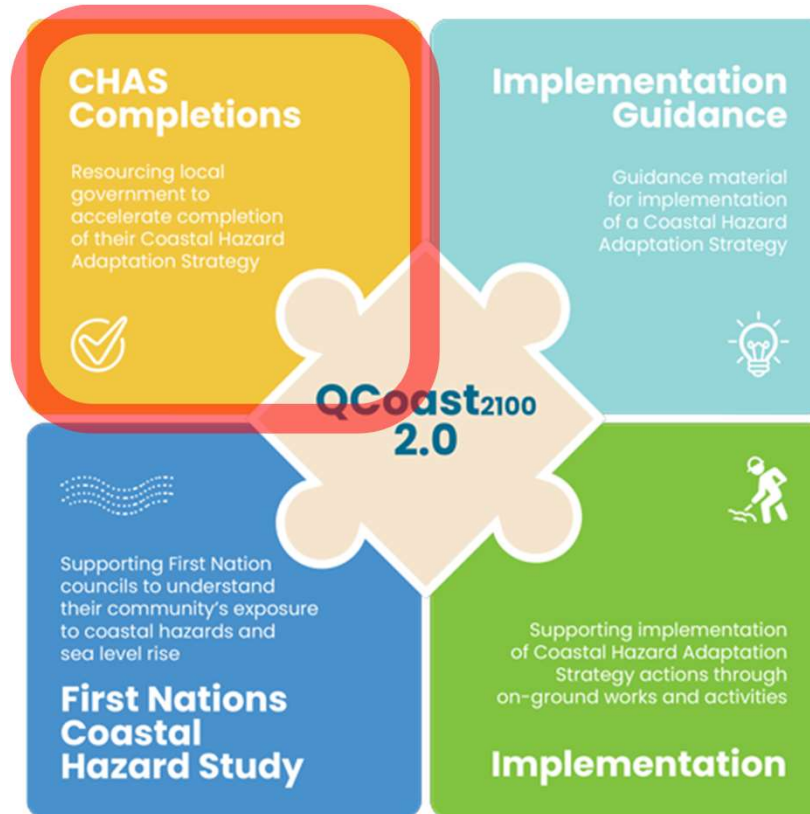 CHAS
Completions
Resourcing local
government to
accelerate completion
of their Coastal Hazard
Adaptation Strategy
Implementation
Guidance
Guidance material
for implementation
of a Coastal Hazard
Adaptation Strategy
QCoast2100
2.0
Supporting First Nation
councils to understand
their community’s exposure
to coastal hazards and
sea level rise
First Nations
Coastal
Hazard Study
Supporting implementation
of Coastal Hazard Adaptation
Strategy actions through
on-ground works and activities
Implementation